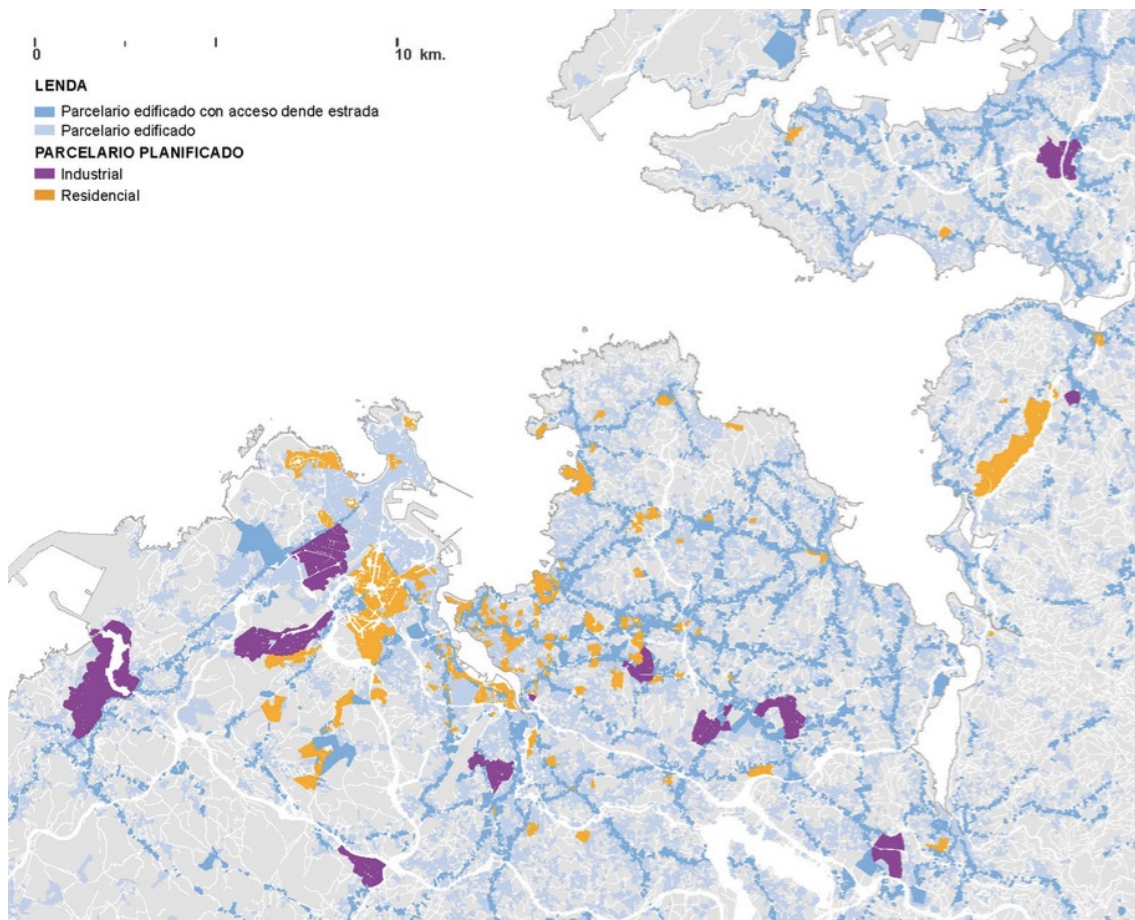 0 10 km.
LENDA
Parcelario edificado con acceso dende estrada
Parcelario edificado
PARCELARIO PLANIFICADO
Industrial
Residencial